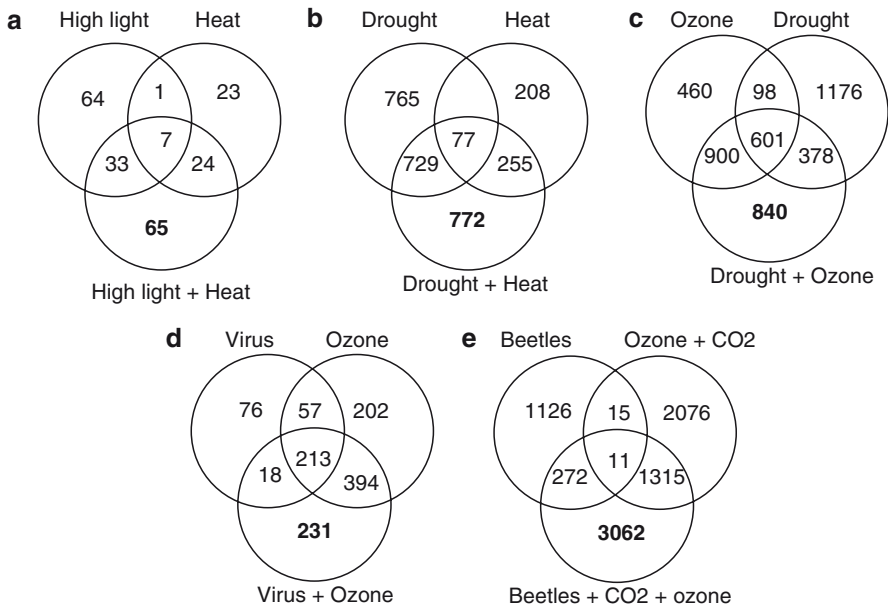 a High light Heat
64 1 23
7
33 24
65
High light + Heat
b Drought Heat
765 208
77
729 255
772
Drought + Heat
c Ozone Drought
460 98 1176
601
900 378
840
Drought + Ozone
d Virus Ozone
76 57 202
213
18 394
231
Virus + Ozone
e Beetles Ozone + CO2
1126 15 2076
11
272 1315
3062
Beetles + CO2 + ozone